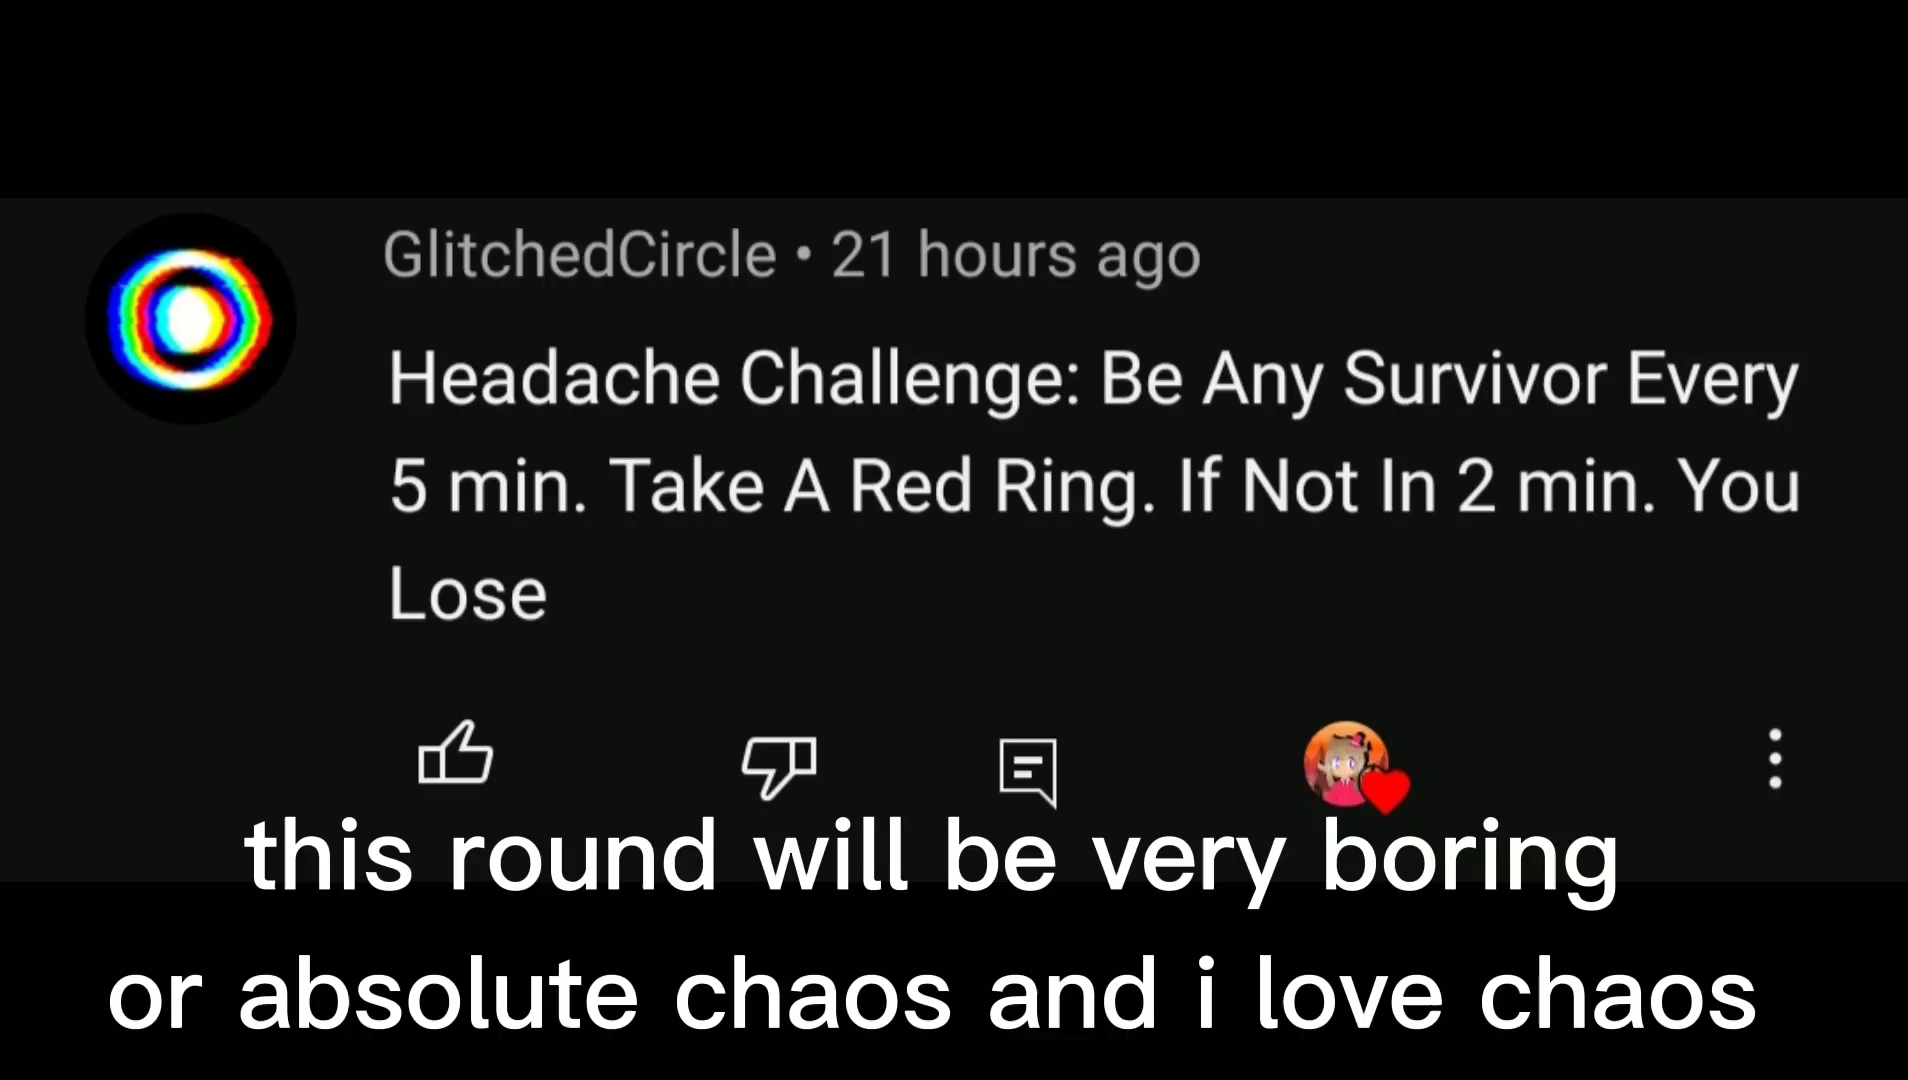 GlitchedCircle • 21 hours ago
Headache Challenge: Be Any Survivor Every
5 min. Take A Red Ring. If Not In 2 min. You
Lose
this round will be very boring
or absolute chaos and i love chaos